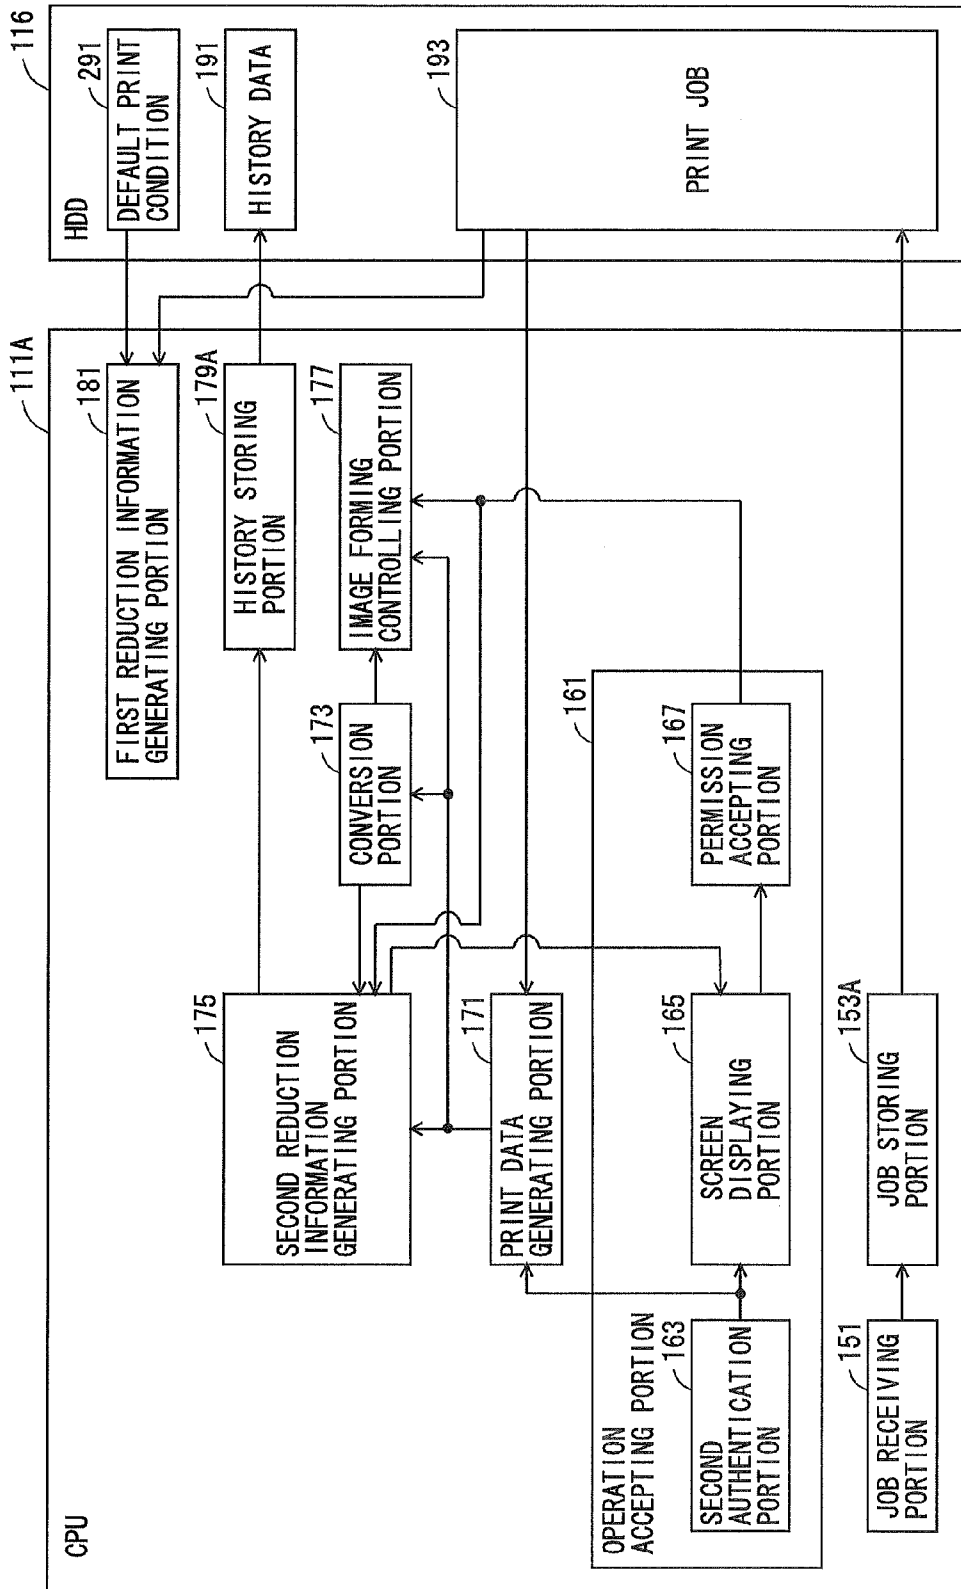 CPU
111A
FIRST REDUCTION INFORMATION
GENERATING PORTION
181
HISTORY STORING
PORTION
179A
SECOND REDUCTION
INFORMATION
GENERATING PORTION
175
CONVERSION
PORTION
173
IMAGE FORMING
CONTROLLING PORTION
177
PRINT DATA
GENERATING PORTION
171
OPERATION
ACCEPTING PORTION
161
SECOND
AUTHENTICATION
PORTION
163
SCREEN
DISPLAYING
PORTION
165
PERMISSION
ACCEPTING
PORTION
167
JOB RECEIVING
PORTION
151
JOB STORING
PORTION
153A
HDD
116
DEFAULT PRINT
CONDITION
291
HISTORY DATA
191
PRINT JOB
193